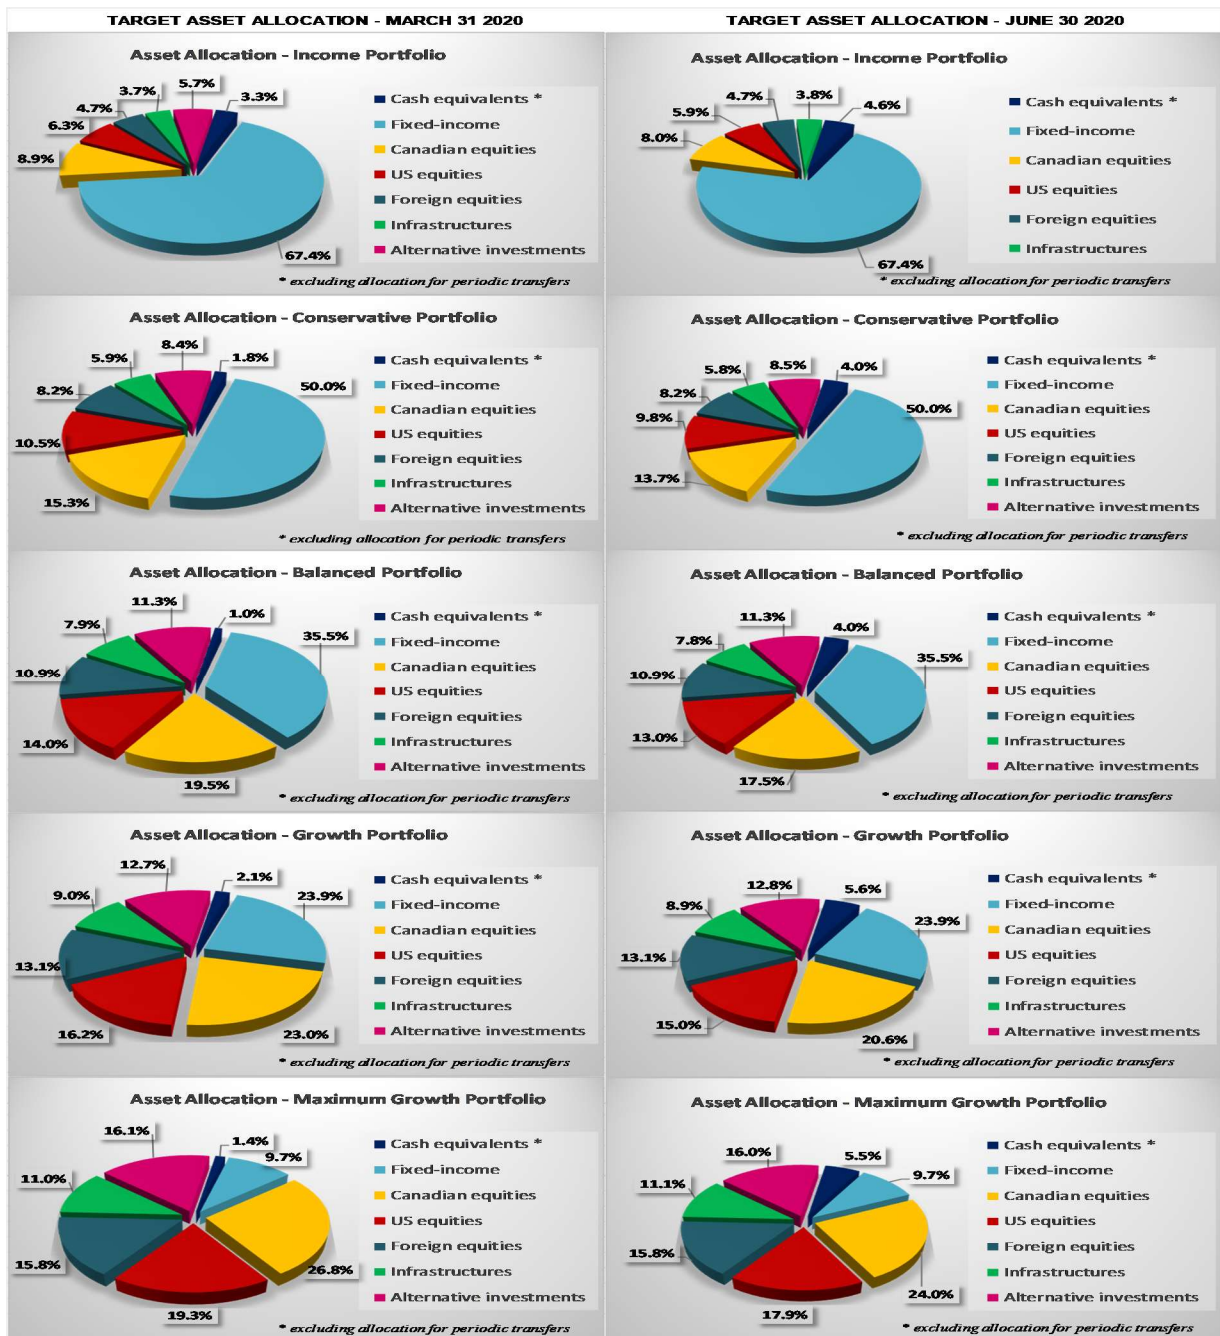 TARGET ASSET ALLOCATION - MARCH 31 2020
Asset Allocation - Income Portfolio
3.7%
5.7%
4.7%
3.3%
6.3%
8.9%
67.4%
Cash equivalents *
Fixed-income
Canadian equities
US equities
Foreign equities
Infrastructures
Alternative investments
* excluding allocation for periodic transfers
Asset Allocation - Conservative Portfolio
8.4%
5.9%
1.8%
8.2%
50.0%
10.5%
15.3%
Cash equivalents *
Fixed-income
Canadian equities
US equities
Foreign equities
Infrastructures
Alternative investments
* excluding allocation for periodic transfers
Asset Allocation - Balanced Portfolio
11.3%
1.0%
7.9%
35.5%
10.9%
14.0%
19.5%
Cash equivalents *
Fixed-income
Canadian equities
US equities
Foreign equities
Infrastructures
Alternative investments
* excluding allocation for periodic transfers
Asset Allocation - Growth Portfolio
12.7%
2.1%
9.0%
23.9%
13.1%
16.2%
23.0%
Cash equivalents *
Fixed-income
Canadian equities
US equities
Foreign equities
Infrastructures
Alternative investments
* excluding allocation for periodic transfers
Asset Allocation - Maximum Growth Portfolio
16.1%
1.4%
9.7%
11.0%
15.8%
26.8%
19.3%
Cash equivalents *
Fixed-income
Canadian equities
US equities
Foreign equities
Infrastructures
Alternative investments
* excluding allocation for periodic transfers
TARGET ASSET ALLOCATION - JUNE 30 2020
Asset Allocation - Income Portfolio
4.7%
3.8%
5.9%
4.6%
8.0%
67.4%
Cash equivalents *
Fixed-income
Canadian equities
US equities
Foreign equities
Infrastructures
* excluding allocation for periodic transfers
Asset Allocation - Conservative Portfolio
5.8%
8.5%
4.0%
8.2%
50.0%
9.8%
13.7%
Cash equivalents *
Fixed-income
Canadian equities
US equities
Foreign equities
Infrastructures
Alternative investments
* excluding allocation for periodic transfers
Asset Allocation - Balanced Portfolio
11.3%
4.0%
7.8%
35.5%
10.9%
13.0%
17.5%
Cash equivalents *
Fixed-income
Canadian equities
US equities
Foreign equities
Infrastructures
Alternative investments
* excluding allocation for periodic transfers
Asset Allocation - Growth Portfolio
12.8%
5.6%
8.9%
23.9%
13.1%
15.0%
20.6%
Cash equivalents *
Fixed-income
Canadian equities
US equities
Foreign equities
Infrastructures
Alternative investments
* excluding allocation for periodic transfers
Asset Allocation - Maximum Growth Portfolio
16.0%
5.5%
11.1%
9.7%
15.8%
24.0%
17.9%
Cash equivalents *
Fixed-income
Canadian equities
US equities
Foreign equities
Infrastructures
Alternative investments
* excluding allocation for periodic transfers